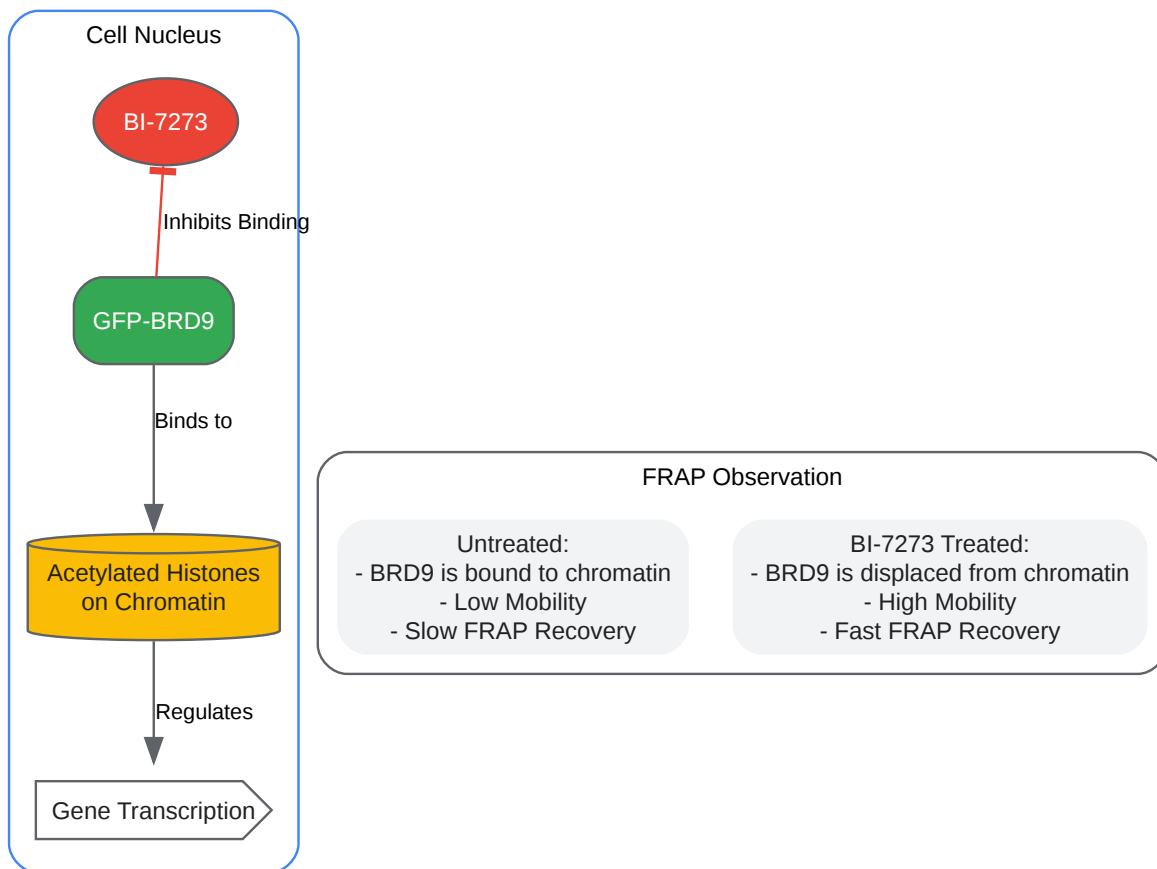 Cell Nucleus
BI-7273
Inhibits Binding
GFP-BRD9
Binds to
Acetylated Histones
on Chromatin
Regulates
Gene Transcription
FRAP Observation
Untreated:
- BRD9 is bound to chromatin
- Low Mobility
- Slow FRAP Recovery
BI-7273 Treated:
- BRD9 is displaced from chromatin
- High Mobility
- Fast FRAP Recovery